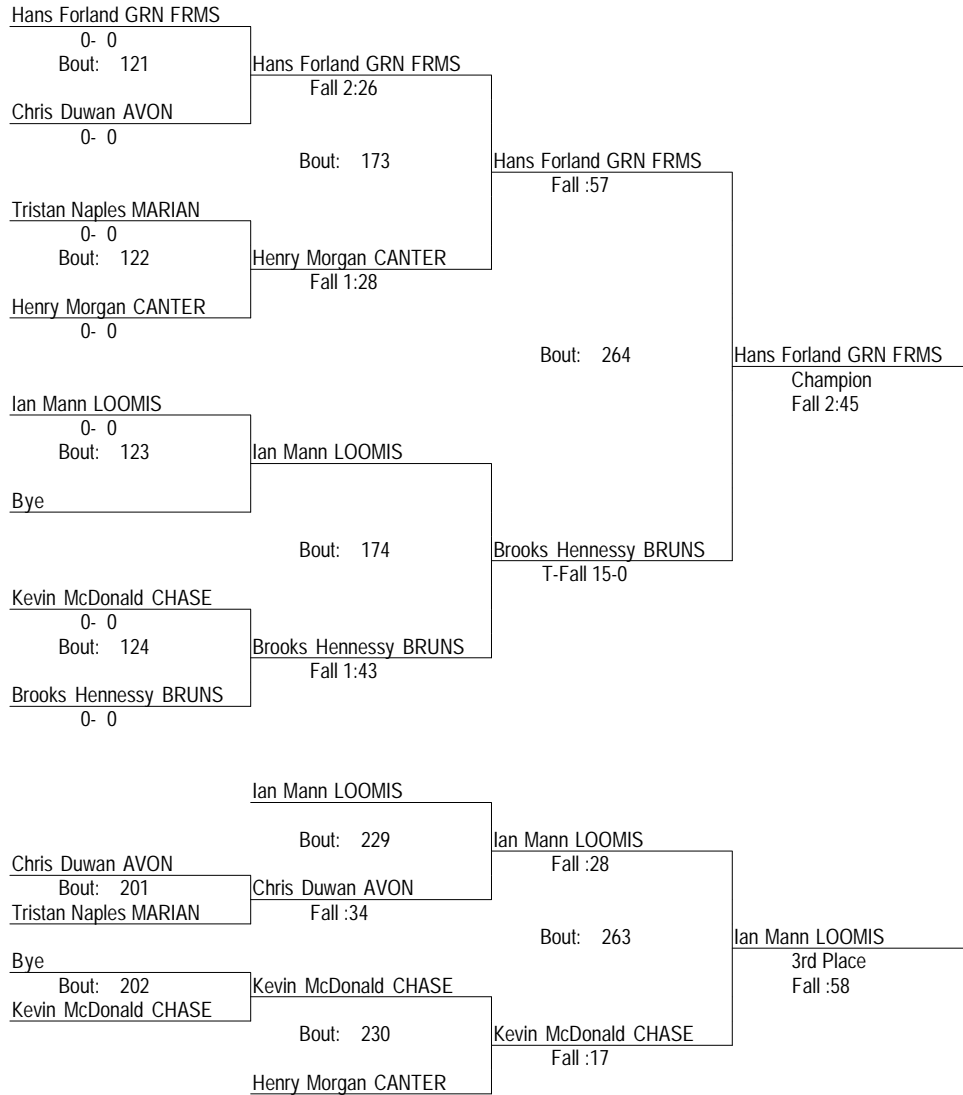 Hans Forland GRN FRMS
0- 0
Bout: 121
Hans Forland GRN FRMS
Fall 2:26
Chris Duwan AVON
0- 0
Bout: 173
Hans Forland GRN FRMS
Fall :57
Tristan Naples MARIAN
0- 0
Bout: 122
Henry Morgan CANTER
Fall 1:28
Henry Morgan CANTER
0- 0
Bout: 264
Hans Forland GRN FRMS
Champion
Fall 2:45
Ian Mann LOOMIS
0- 0
Bout: 123
Ian Mann LOOMIS
Bye
Bout: 174
Brooks Hennessy BRUNS
T-Fall 15-0
Kevin McDonald CHASE
0- 0
Bout: 124
Brooks Hennessy BRUNS
Fall 1:43
Brooks Hennessy BRUNS
0- 0
Ian Mann LOOMIS
Bout: 229
Ian Mann LOOMIS
Fall :28
Chris Duwan AVON
Bout: 201
Chris Duwan AVON
Fall :34
Tristan Naples MARIAN
Bout: 263
Ian Mann LOOMIS
3rd Place
Fall :58
Bye
Bout: 202
Kevin McDonald CHASE
Kevin McDonald CHASE
Bout: 230
Kevin McDonald CHASE
Fall :17
Henry Morgan CANTER